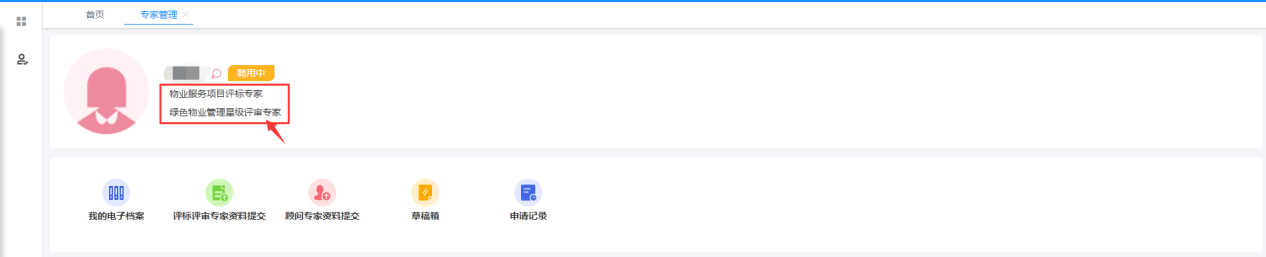 首页 专家管理
聘用中
物业服务项目评标专家
绿色物业管理星级评审专家
我的电子档案 评标评审专家资料提交 顾问专家资料提交 草稿箱 申请记录